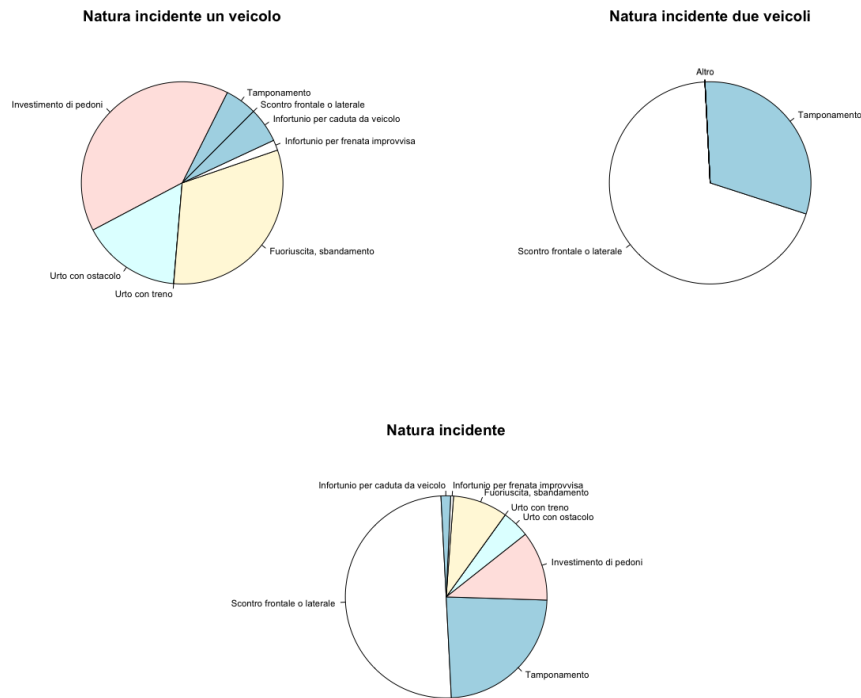 Natura incidente un veicolo
Tamponamento
Scontro frontale o laterale
Infortunio per caduta da veicolo
Infortunio per frenata improvvisa
Investimento di pedoni
Fuoriuscita, sbandamento
Urto con ostacolo
Urto con treno
Natura incidente due veicoli
Altro
Tamponamento
Scontro frontale o laterale
Natura incidente
Infortunio per caduta da veicolo
Infortunio per frenata improvvisa
Fuoriuscita, sbandamento
Urto con treno
Urto con ostacolo
Investimento di pedoni
Scontro frontale o laterale
Tamponamento